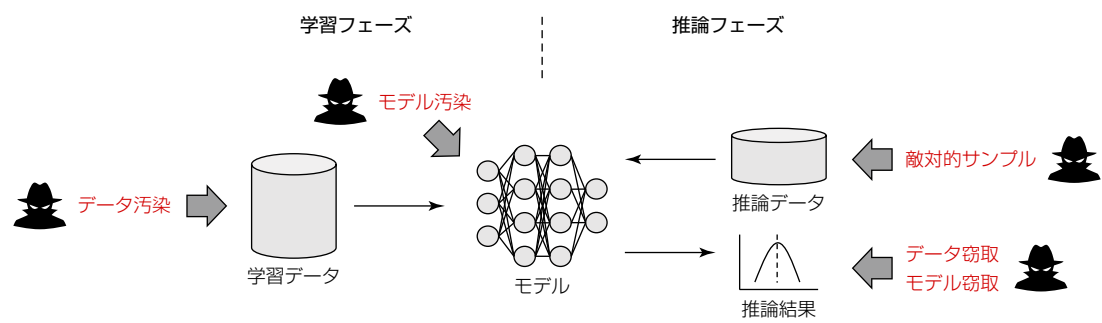 学習フェーズ
推論フェーズ
モデル汚染
データ汚染
学習データ
モデル
敵対的サンプル
推論データ
データ窃取
モデル窃取
推論結果